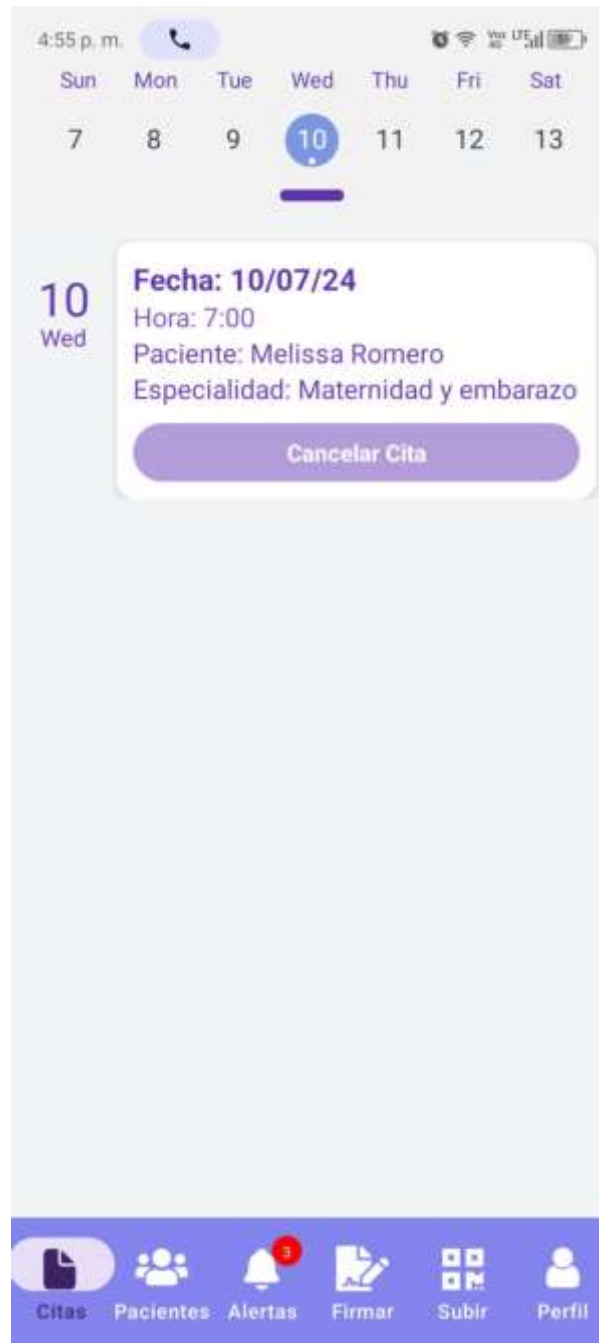 4:55 p. m.
Sun Mon Tue Wed Thu Fri Sat
7 8 9 10 11 12 13
10
Wed
Fecha: 10/07/24
Hora: 7:00
Paciente: Melissa Romero
Especialidad: Maternidad y embarazo
Cancelar Cita
3
Citas Pacientes Alertas Firmar Subir Perfil